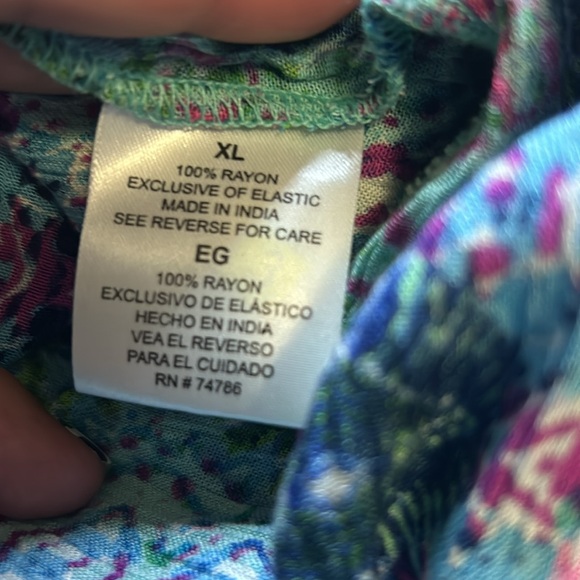 XL
100% RAYON
EXCLUSIVE OF ELASTIC
MADE IN INDIA
SEE REVERSE FOR CARE
EG
100% RAYON
EXCLUSIVO DE ELÁSTICO
HECHO EN INDIA
VEA EL REVERSO
PARA EL CUIDADO
RN # 74786